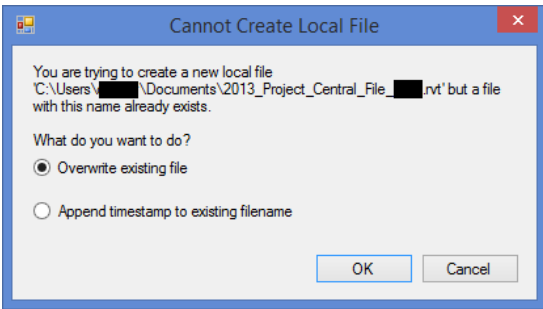 Cannot Create Local File
You are trying to create a new local file
'C:\Users\ \Documents\2013_Project_Central_File_ .rvt' but a file
with this name already exists.
What do you want to do?
Overwrite existing file
Append timestamp to existing filename
OK Cancel